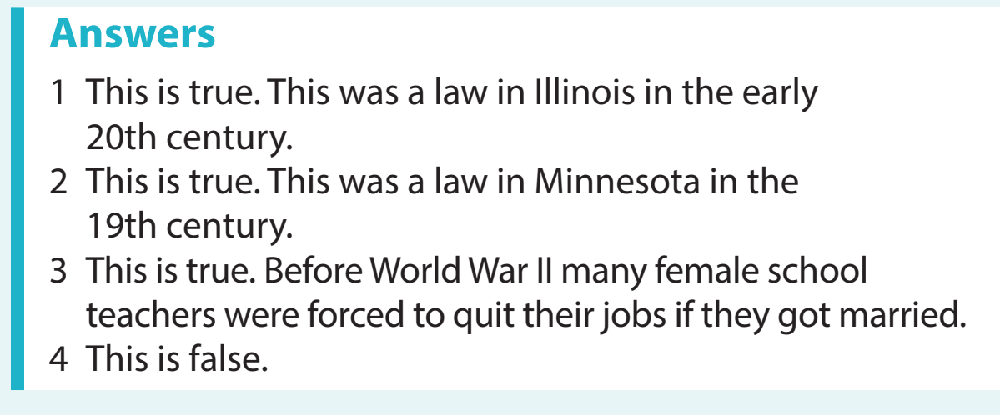 Answers
1 This is true. This was a law in Illinois in the early
20th century.
2 This is true. This was a law in Minnesota in the
19th century.
3 This is true. Before World War II many female school
teachers were forced to quit their jobs if they got married.
4 This is false.